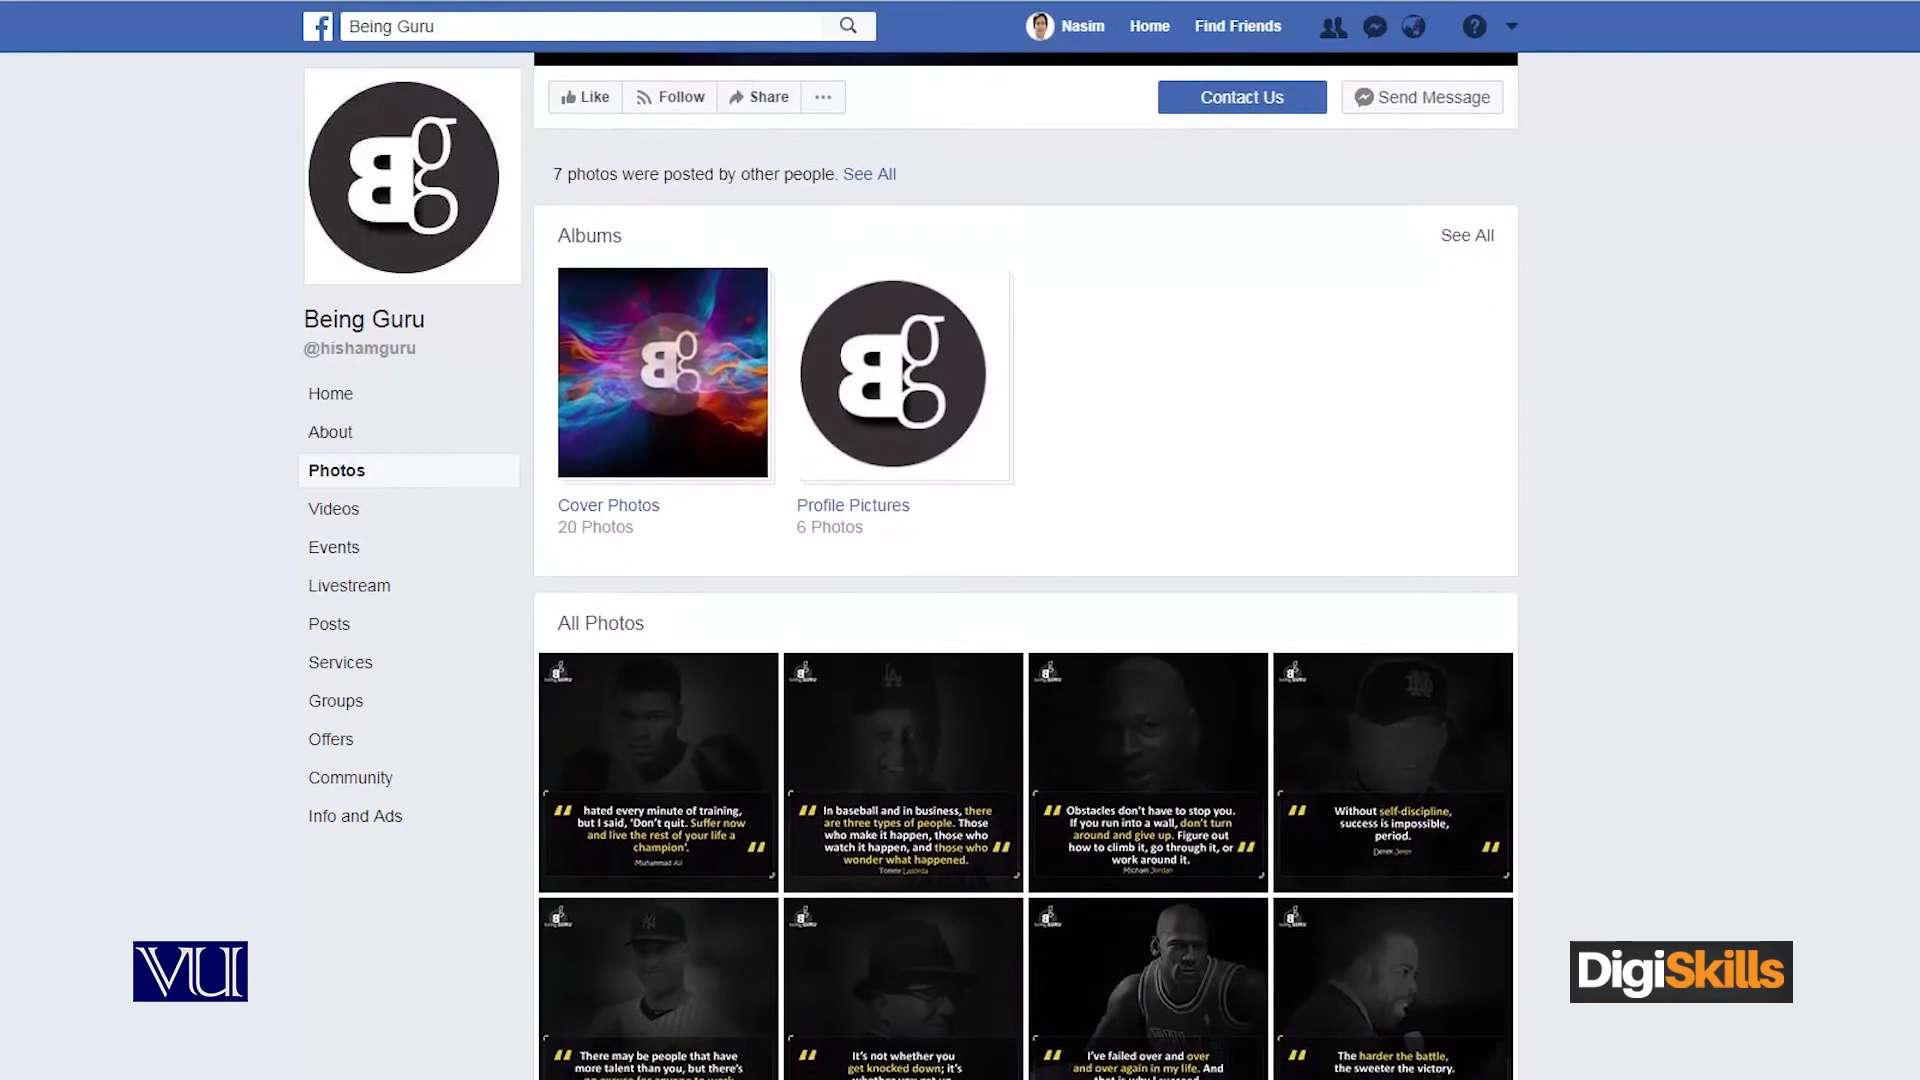 Being Guru
Nasim
Home
Find Friends
Like
Follow
Share
Contact Us
Send Message
Bg
7 photos were posted by other people. See All
Albums
See All
Bg
Bg
Being Guru
@hishamguru
Home
About
Photos
Videos
Events
Livestream
Posts
Services
Groups
Offers
Community
Info and Ads
Cover Photos
20 Photos
Profile Pictures
6 Photos
All Photos
hated every minute of training,
but I said, ‘Don’t quit. Suffer now
and live the rest of your life a
champion’.
Muhammad Ali
LA
In baseball and in business, there
are three types of people. Those
who make it happen, those who
watch it happen, and those who
wonder what happened.
Tommy Lasorda
Obstacles don’t have to stop you.
If you run into a wall, don’t turn
around and give up. Figure out
how to climb it, go through it, or
work around it.
Michael Jordan
Without self-discipline,
success is impossible,
period.
There may be people that have
more talent than you, but there’s
It’s not whether you
get knocked down; it’s
I’ve failed over and over
and over again in my life. And
The harder the battle,
the sweeter the victory.
VU
DigiSkills